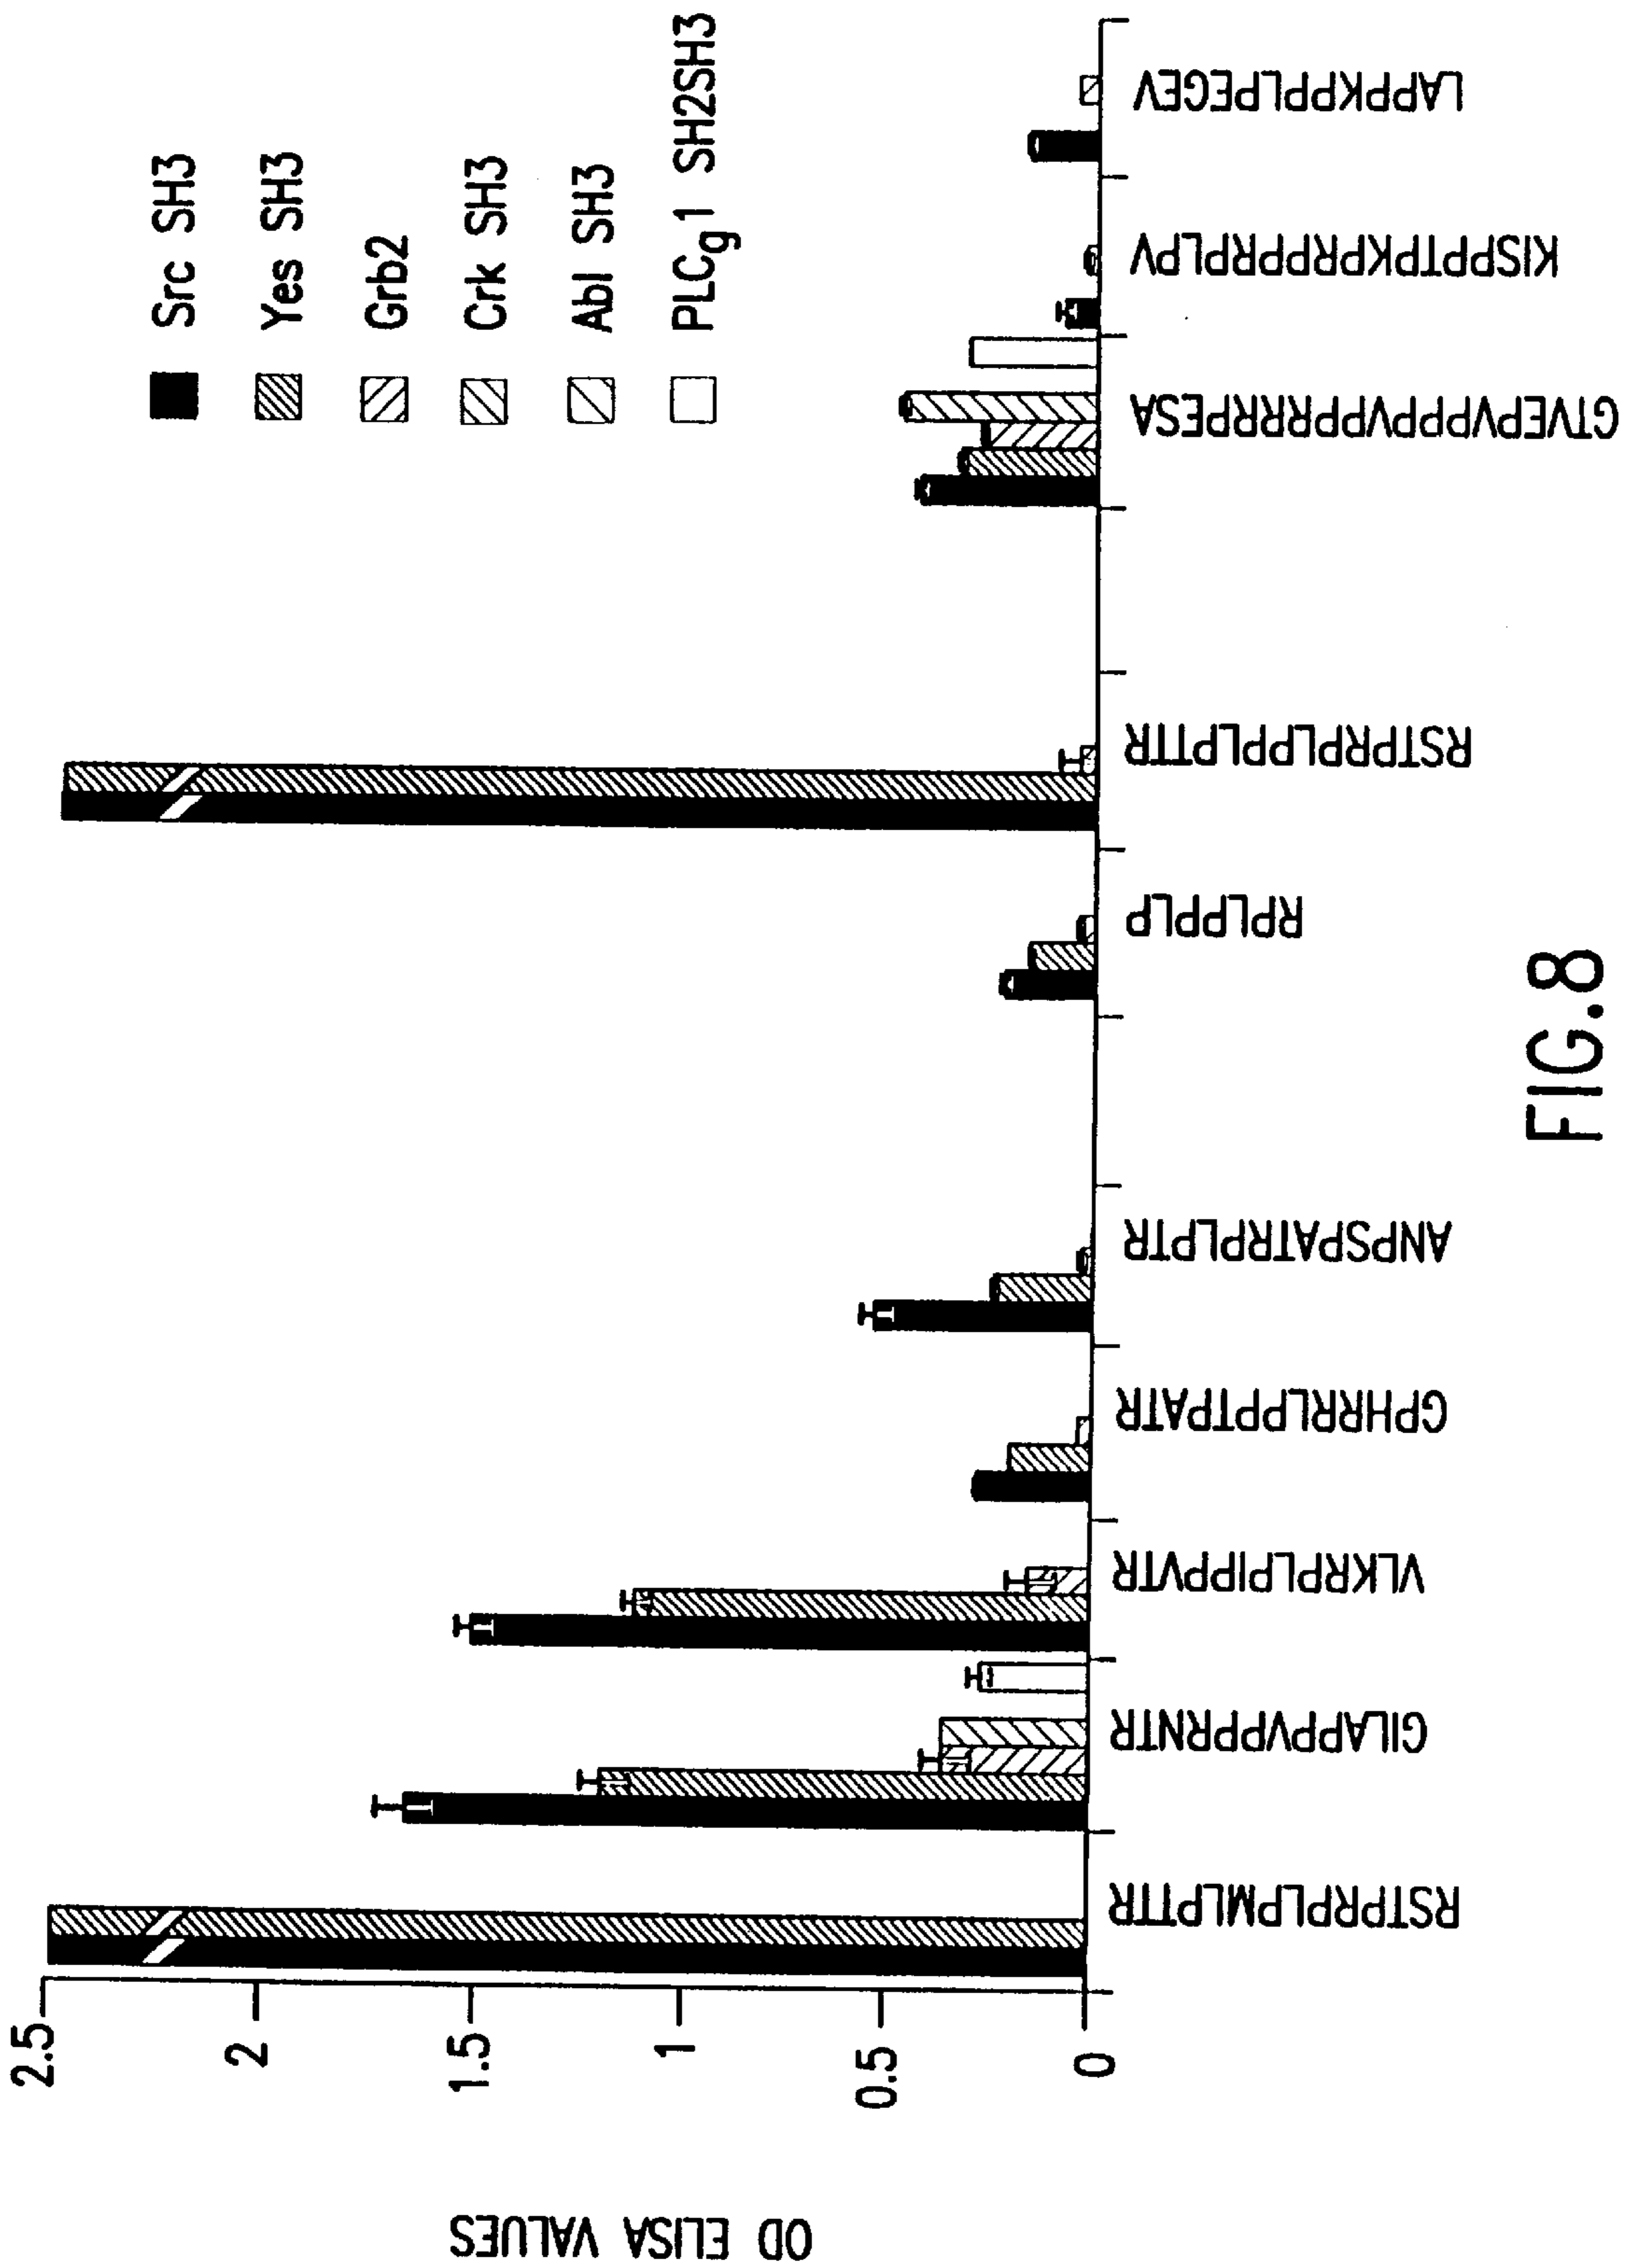 OD ELISA VALUES
2.5
2
1.5
1
0.5
0
Src SH3
Yes SH3
Grb2
Crk SH3
Abl SH3
PLCg1 SH2SH3
RSTPRPLPMLPTTR
GILAPPVPPRNTR
VLKRPLPIPPVTR
GPHRRLPPTPATR
ANPSPATRPLPTR
RPLPPLP
RSTPRPLPPLPTTR
GTVEPVPPPVPPRRRPESA
KISPPTPKPRPPRPLPV
LAPPKPPLPEGEV
FIG.8